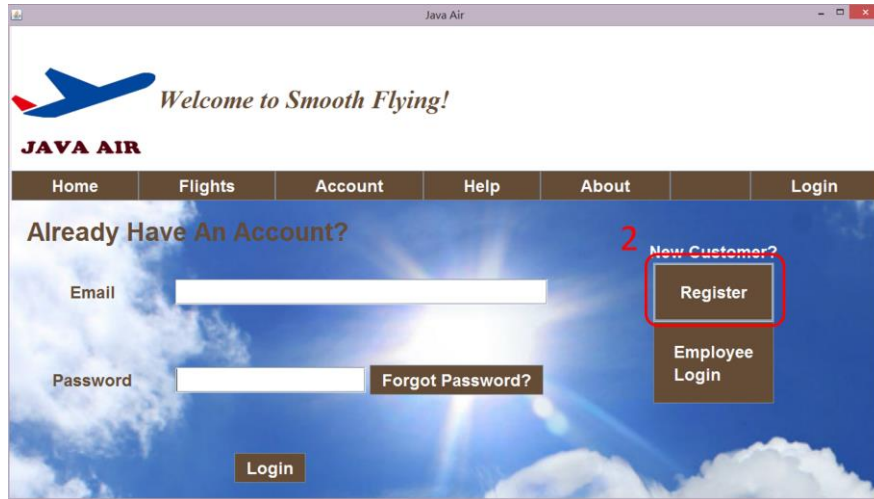 Java Air
Welcome to Smooth Flying!
JAVA AIR
Home Flights Account Help About Login
Already Have An Account?
2
New Customer?
Email
Register
Employee
Login
Password
Forgot Password?
Login